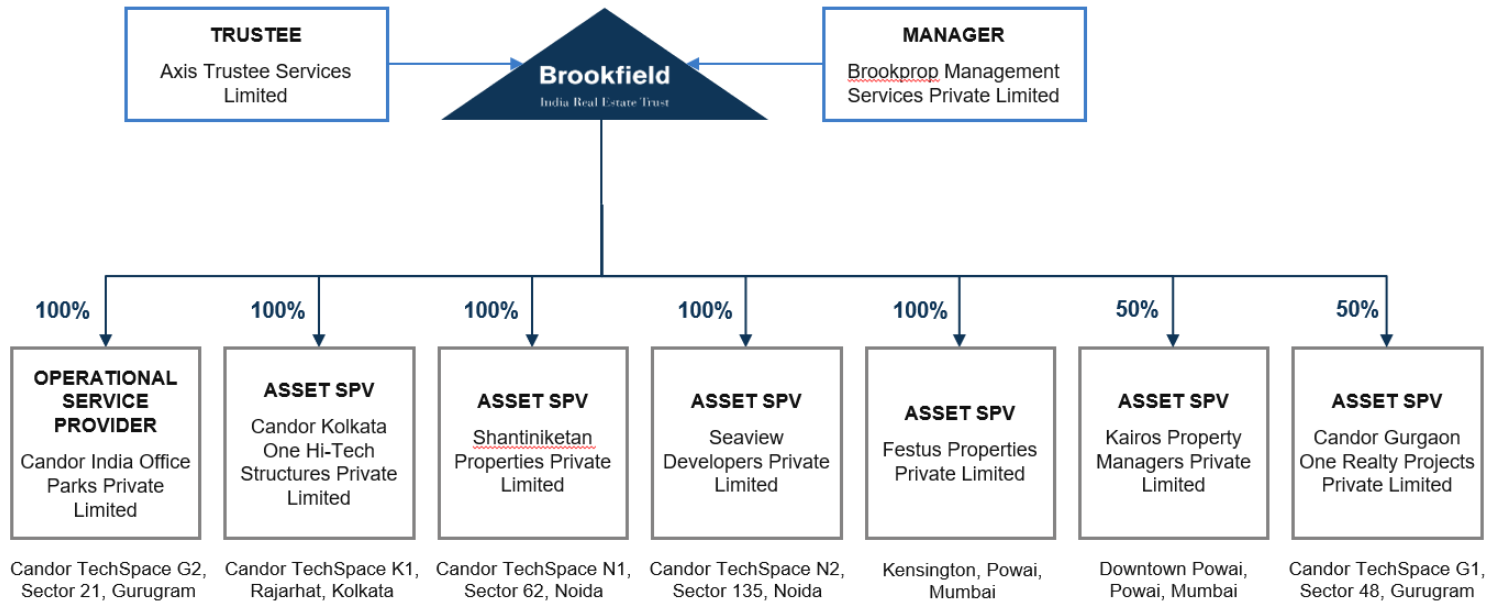 TRUSTEE
Axis Trustee Services
Limited
Brookfield
India Real Estate Trust
MANAGER
Brookprop Management
Services Private Limited
100%
100%
100%
100%
100%
50%
50%
OPERATIONAL
SERVICE
PROVIDER
Candor India Office
Parks Private
Limited
ASSET SPV
Candor Kolkata
One Hi-Tech
Structures Private
Limited
ASSET SPV
Shantiniketan
Properties Private
Limited
ASSET SPV
Seaview
Developers Private
Limited
ASSET SPV
Festus Properties
Private Limited
ASSET SPV
Kairos Property
Managers Private
Limited
ASSET SPV
Candor Gurgaon
One Realty Projects
Private Limited
Candor TechSpace G2,
Sector 21, Gurugram
Candor TechSpace K1,
Rajarhat, Kolkata
Candor TechSpace N1,
Sector 62, Noida
Candor TechSpace N2,
Sector 135, Noida
Kensington, Powai,
Mumbai
Downtown Powai,
Powai, Mumbai
Candor TechSpace G1,
Sector 48, Gurugram